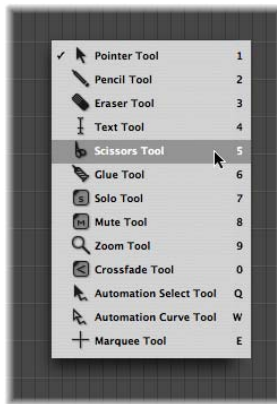 ✓ Pointer Tool 1
Pencil Tool 2
Eraser Tool 3
Text Tool 4
Scissors Tool 5
Glue Tool 6
S Solo Tool 7
M Mute Tool 8
Zoom Tool 9
Crossfade Tool 0
Automation Select Tool Q
Automation Curve Tool W
Marquee Tool E